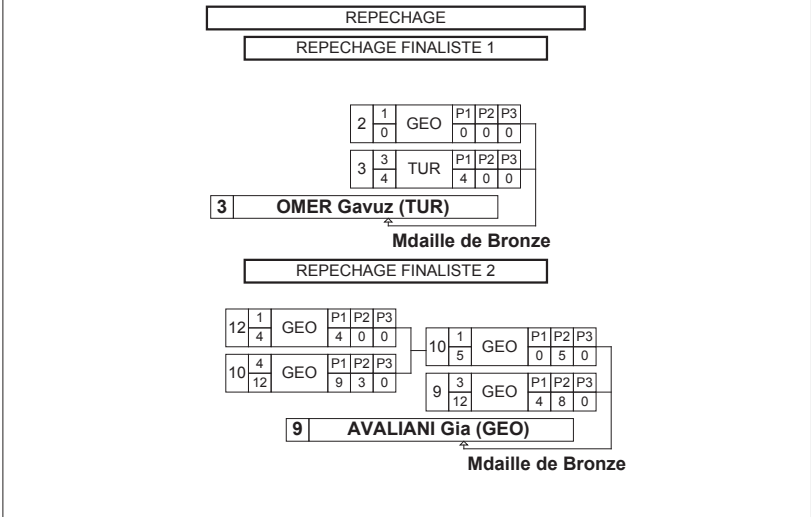 REPECHAGE
REPECHAGE FINALISTE 1
2 1 GEO P1 P2 P3
0 0 0 0
3 3 TUR P1 P2 P3
4 4 0 0
3 OMER Gavuz (TUR)
Mdaille de Bronze
REPECHAGE FINALISTE 2
12 1 GEO P1 P2 P3
4 4 0 0
10 4 GEO P1 P2 P3
12 9 3 0
10 1 GEO P1 P2 P3
5 0 5 0
9 3 GEO P1 P2 P3
12 4 8 0
9 AVALIANI Gia (GEO)
Mdaille de Bronze